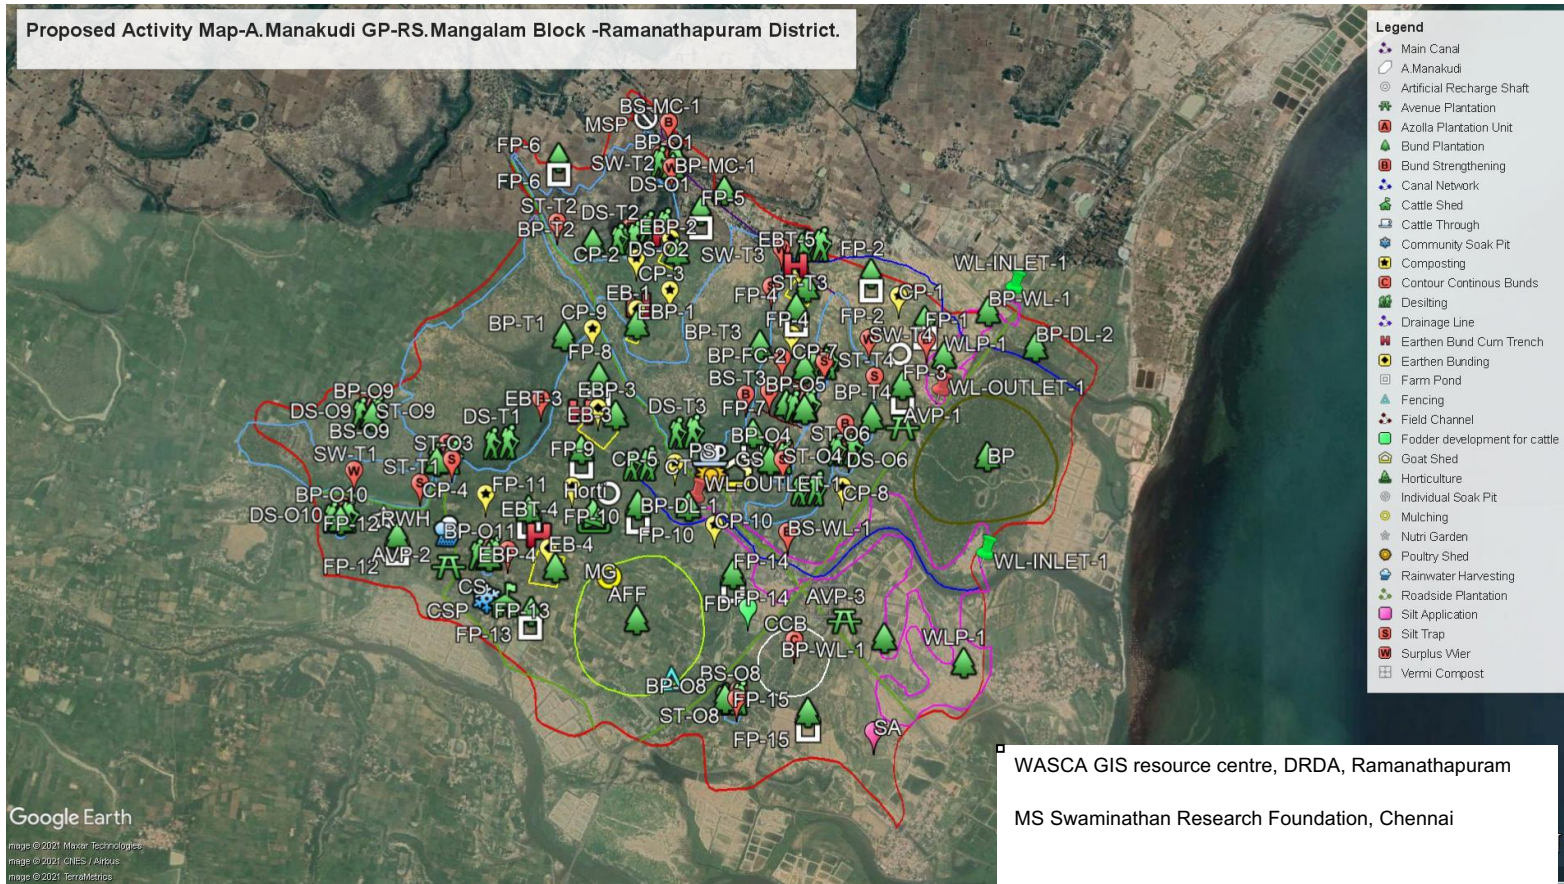 Proposed Activity Map-A.Manakudi GP-RS.Mangalam Block -Ramanathapuram District.
Legend
Main Canal
A.Manakudi
Artificial Recharge Shaft
Avenue Plantation
A Azolla Plantation Unit
Bund Plantation
B Bund Strengthening
Canal Network
Cattle Shed
Cattle Through
Community Soak Pit
Composting
C Contour Continous Bunds
Desilting
Drainage Line
H Earthen Bund Cum Trench
Earthen Bunding
Farm Pond
Fencing
Field Channel
Fodder development for cattle
Goat Shed
Horticulture
Individual Soak Pit
Mulching
Nutri Garden
Poultry Shed
Rainwater Harvesting
Roadside Plantation
Silt Application
S Silt Trap
W Surplus Wier
Vermi Compost
BS-MC-1
MSP
B
BP-O1
FP-6
SW-T2
BP-MC-1
FP-6
DS-O1
FP-5
ST-T2
DS-T2
BP-T2
EBP-2
EBT-5
CP-2
DS-O2
SW-T3
FP-2
WL-INLET-1
CP-3
ST-T3
EB-1
FP-4
CP-1
BP-WL-1
CP-9
EBP-1
FP-4
FP-2
FP-1
BP-T1
BP-T3
SW-T4
BP-DL-2
FP-8
BP-FC-2
CP-7
ST-T4
WLP-1
FP-3
BS-T3
BP-O5
BP-T4
WL-OUTLET-1
BP-O9
EBT-3
EBP-3
DS-O9
ST-O9
DS-T1
EB-3
DS-T3
FP-7
AVP-1
BS-O9
BP-O4
ST-O6
ST-O3
SW-T1
FP-9
PS
GS
ST-O4
DS-O6
BP
ST-T1
CP-5
CT
CP-4
FP-11
Horti
WL-OUTLET-1
CP-8
BP-O10
EBT-4
BP-DL-1
DS-O10
FP-12
RWH
BP-O11
FP-10
FP-10
CP-10
BS-WL-1
AVP-2
EBP-4
EB-4
WL-INLET-1
FP-12
MG
FP-14
CS
AFF
AVP-3
CSP
FP-13
FD
FP-14
FP-13
CCB
BP-WL-1
WLP-1
BP-O8
BS-O8
FP-15
ST-O8
FP-15
SA
WASCA GIS resource centre, DRDA, Ramanathapuram
MS Swaminathan Research Foundation, Chennai
Google Earth
mage © 2021 Maxar Technologies
mage © 2021 CNES / Airbus
mage © 2021 TerraMetrics